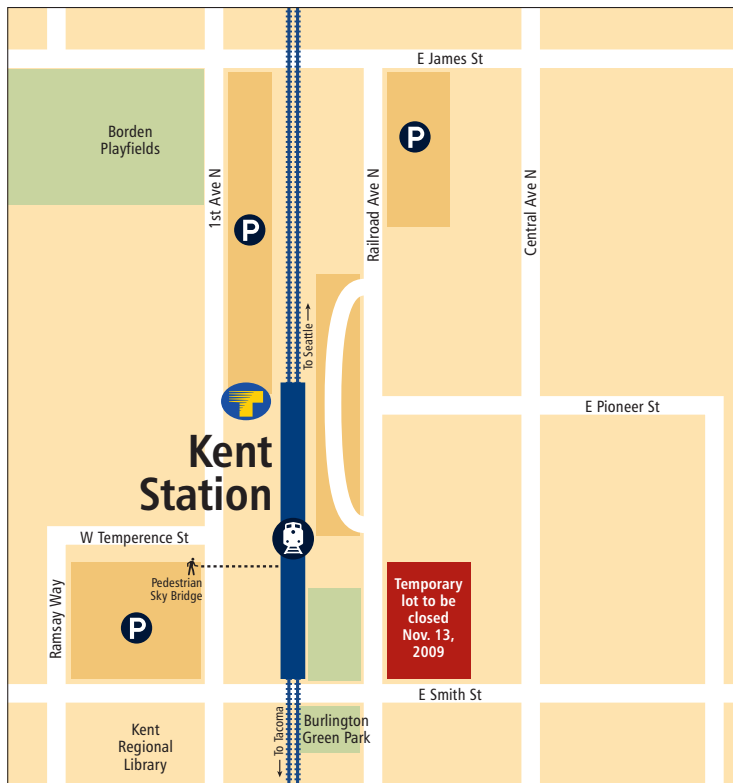 E James St
Borden
Playfields
P
1st Ave N
Railroad Ave N
Central Ave N
P
To Seattle
T
E Pioneer St
Kent
Station
W Temperence St
Pedestrian
Sky Bridge
Ramsay Way
P
Temporary
lot to be
closed
Nov. 13,
2009
E Smith St
To Tacoma
Burlington
Green Park
Kent
Regional
Library